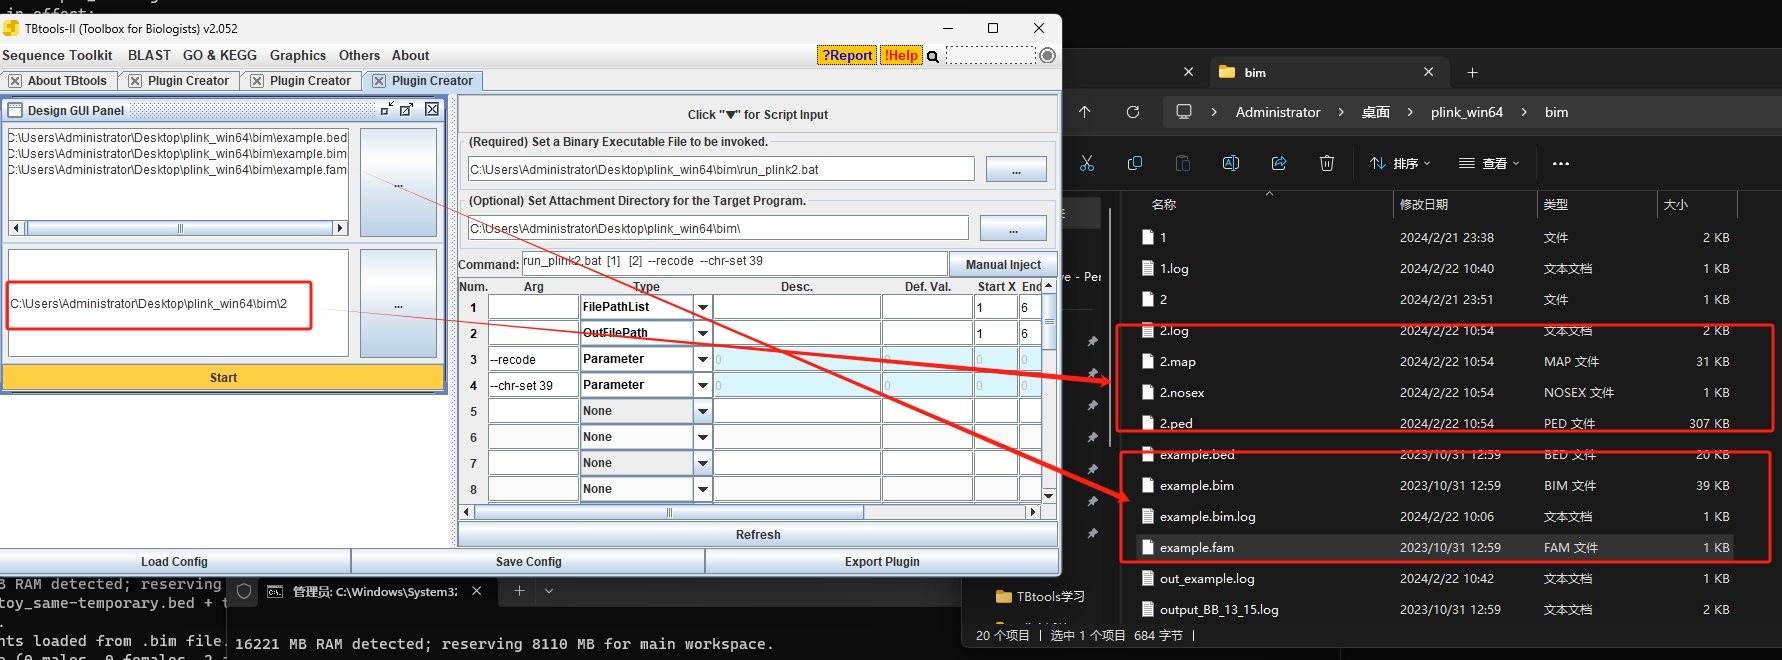 in effect:
TBtools-II (Toolbox for Biologists) v2.052
Sequence Toolkit BLAST GO & KEGG Graphics Others About ?Report !Help
About TBtools Plugin Creator Plugin Creator Plugin Creator
Design GUI Panel
C:\Users\Administrator\Desktop\plink_win64\bim\example.bed
C:\Users\Administrator\Desktop\plink_win64\bim\example.bim
C:\Users\Administrator\Desktop\plink_win64\bim\example.fam
...
C:\Users\Administrator\Desktop\plink_win64\bim\2
...
Start
Click "▼" for Script Input
(Required) Set a Binary Executable File to be invoked.
C:\Users\Administrator\Desktop\plink_win64\bim\run_plink2.bat ...
(Optional) Set Attachment Directory for the Target Program.
C:\Users\Administrator\Desktop\plink_win64\bim\ ...
Command: run_plink2.bat [1] [2] --recode --chr-set 39 Manual Inject
Num. Arg Type Desc. Def. Val. Start X End
1 FilePathList 1 6
2 OutFilePath 1 6
3 --recode Parameter 0 0 0 0
4 --chr-set 39 Parameter 0 0 0 0
5 None
6 None
7 None
8 None
Refresh
Load Config Save Config Export Plugin
bim
Administrator > 桌面 > plink_win64 > bim
排序 查看 ...
名称 修改日期 类型 大小
1 2024/2/21 23:38 文件 2 KB
1.log 2024/2/22 10:40 文本文档 1 KB
2 2024/2/21 23:51 文件 1 KB
2.log 2024/2/22 10:54 文本文档 2 KB
2.map 2024/2/22 10:54 MAP 文件 31 KB
2.nosex 2024/2/22 10:54 NOSEX 文件 1 KB
2.ped 2024/2/22 10:54 PED 文件 307 KB
example.bed 2023/10/31 12:59 BED 文件 20 KB
example.bim 2023/10/31 12:59 BIM 文件 39 KB
example.bim.log 2024/2/22 10:06 文本文档 1 KB
example.fam 2023/10/31 12:59 FAM 文件 1 KB
out_example.log 2024/2/22 10:42 文本文档 1 KB
output_BB_13_15.log 2023/10/31 12:59 文本文档 2 KB
ve - Per
TBtools学习
20 个项目 | 选中 1 个项目 684 字节 |
B RAM detected; reserving
toy_same-temporary.bed +
nts loaded from .bim file.
管理员: C:\Windows\System32
16221 MB RAM detected; reserving 8110 MB for main workspace.